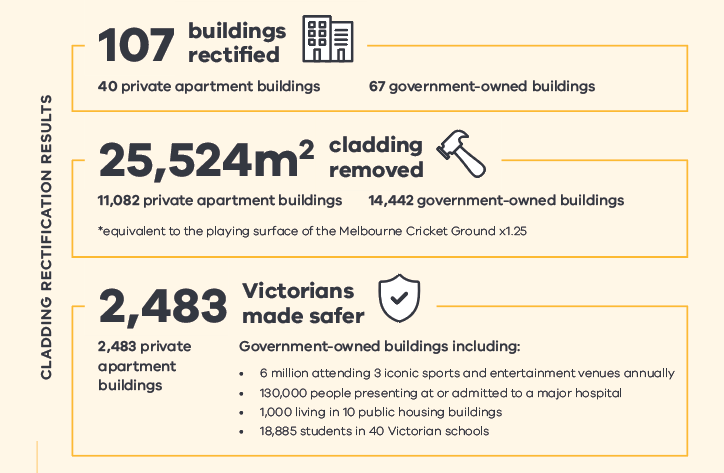 CLADDING RECTIFICATION RESULTS
107 buildings rectified
40 private apartment buildings
67 government-owned buildings
25,524m² cladding removed
11,082 private apartment buildings
14,442 government-owned buildings
*equivalent to the playing surface of the Melbourne Cricket Ground x1.25
2,483 Victorians made safer
2,483 private
apartment
buildings
Government-owned buildings including:
• 6 million attending 3 iconic sports and entertainment venues annually
• 130,000 people presenting at or admitted to a major hospital
• 1,000 living in 10 public housing buildings
• 18,885 students in 40 Victorian schools